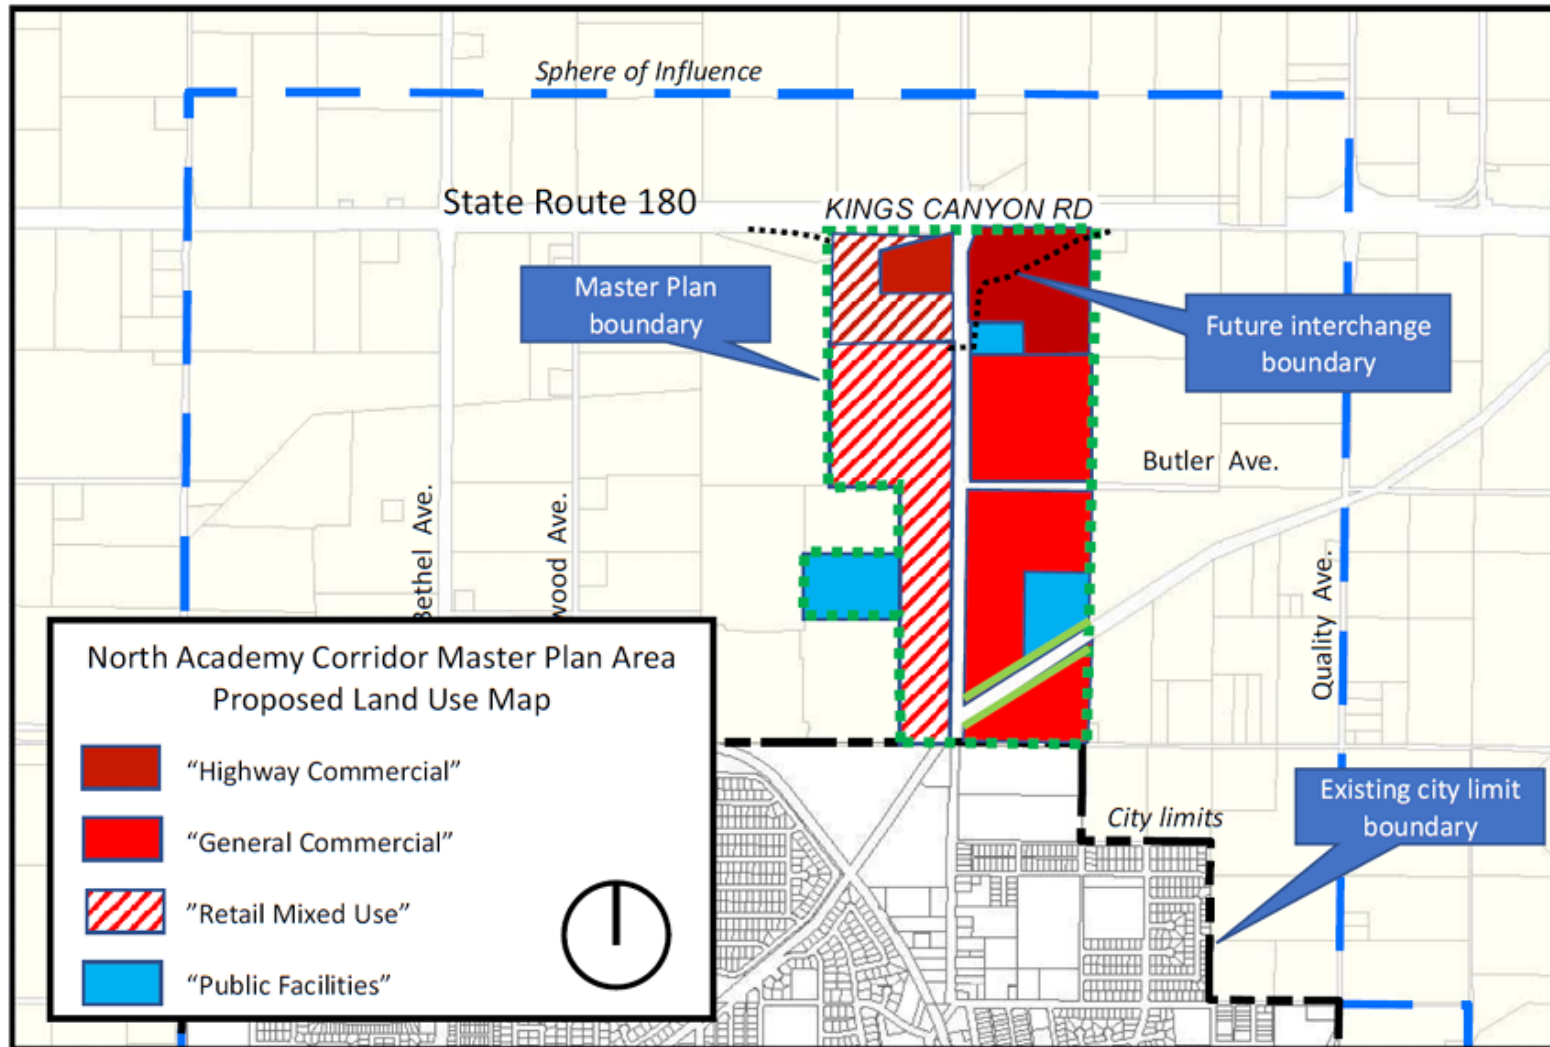 Sphere of Influence
State Route 180
KINGS CANYON RD
Master Plan
boundary
Future interchange
boundary
Butler Ave.
Bethel Ave.
wood Ave.
Quality Ave.
North Academy Corridor Master Plan Area
Proposed Land Use Map
“Highway Commercial”
“General Commercial”
”Retail Mixed Use”
“Public Facilities”
City limits
Existing city limit
boundary